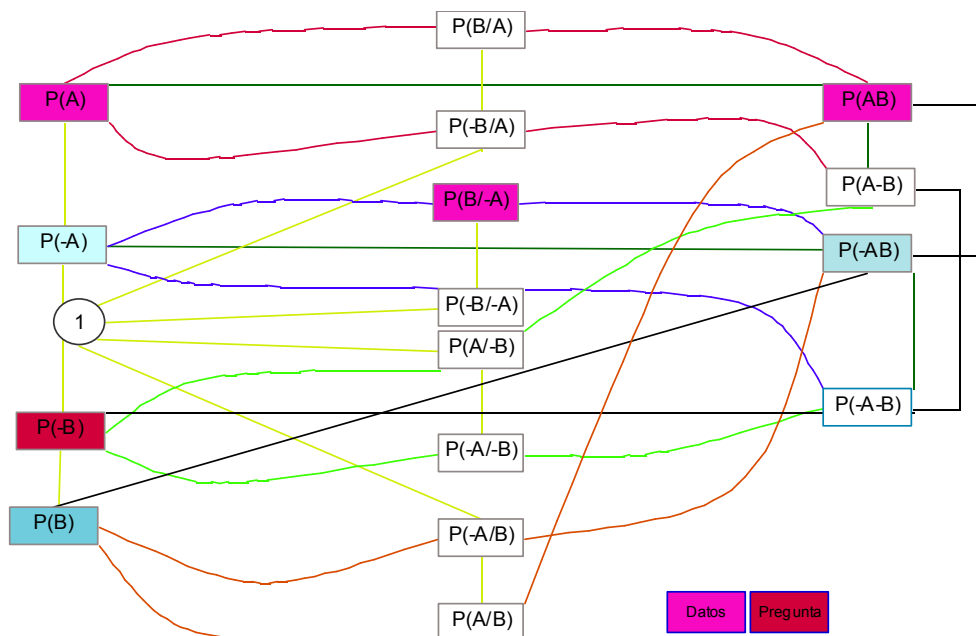 P(B/A)
P(A)
P(AB)
P(-B/A)
P(A-B)
P(B/-A)
P(-A)
P(-AB)
P(-B/-A)
1
P(A/-B)
P(-A-B)
P(-B)
P(-A/-B)
P(B)
P(-A/B)
P(A/B)
Datos
Pregunta